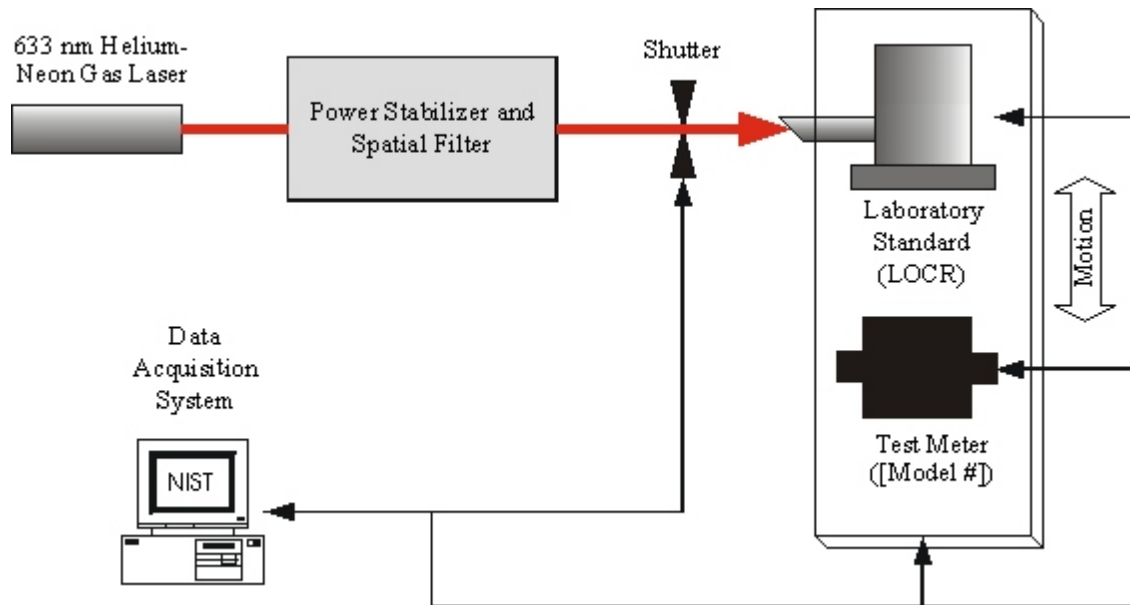 633 nm Helium-
Neon Gas Laser
Power Stabilizer and
Spatial Filter
Shutter
Laboratory
Standard
(LOCR)
Motion
Test Meter
([Model #])
Data
Acquisition
System
NIST